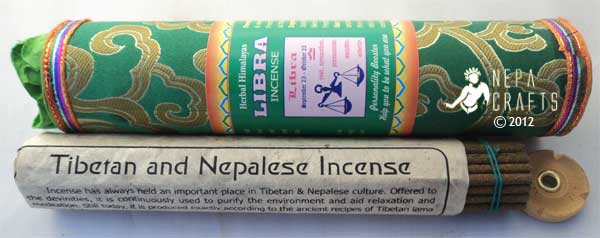 Herbal Himalayas
LIBRA
INCENSE
Libra
September 23 - October 22
Personality Booster
Help you to be what you are
NEPA
CRAFTS
© 2012
Tibetan and Nepalese Incense
Incense has always held an important place in Tibetan & Nepalese culture. Offered to
the devinities, it is continuously used to purify the environment and aid relaxation and
meditation. Still today, it is produced exactly according to the ancient recipes of Tibetan lama